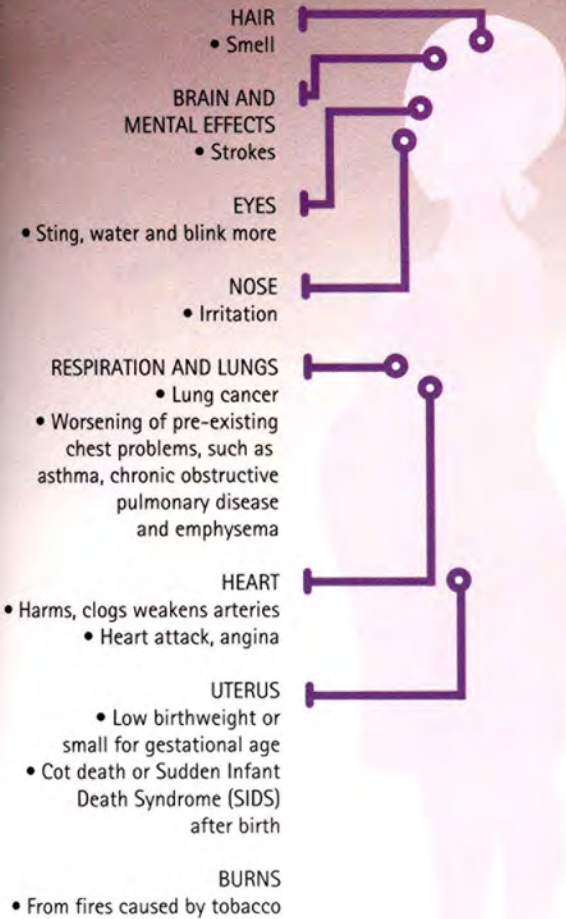 HAIR
• Smell
BRAIN AND
MENTAL EFFECTS
• Strokes
EYES
• Sting, water and blink more
NOSE
• Irritation
RESPIRATION AND LUNGS
• Lung cancer
• Worsening of pre-existing
chest problems, such as
asthma, chronic obstructive
pulmonary disease
and emphysema
HEART
• Harms, clogs weakens arteries
• Heart attack, angina
UTERUS
• Low birthweight or
small for gestational age
• Cot death or Sudden Infant
Death Syndrome (SIDS)
after birth
BURNS
• From fires caused by tobacco